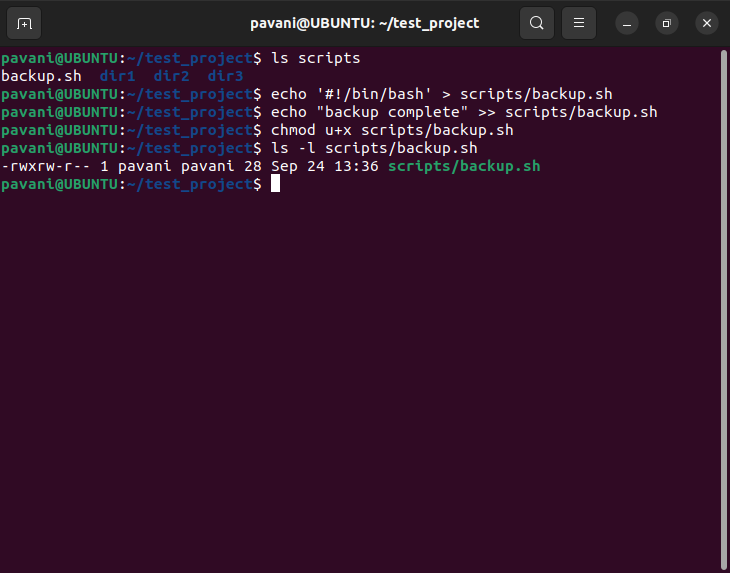 pavani@UBUNTU: ~/test_project
pavani@UBUNTU:~/test_project$ ls scripts
backup.sh  dir1  dir2  dir3
pavani@UBUNTU:~/test_project$ echo '#!/bin/bash' > scripts/backup.sh
pavani@UBUNTU:~/test_project$ echo "backup complete" >> scripts/backup.sh
pavani@UBUNTU:~/test_project$ chmod u+x scripts/backup.sh
pavani@UBUNTU:~/test_project$ ls -l scripts/backup.sh
-rwxrw-r-- 1 pavani pavani 28 Sep 24 13:36 scripts/backup.sh
pavani@UBUNTU:~/test_project$